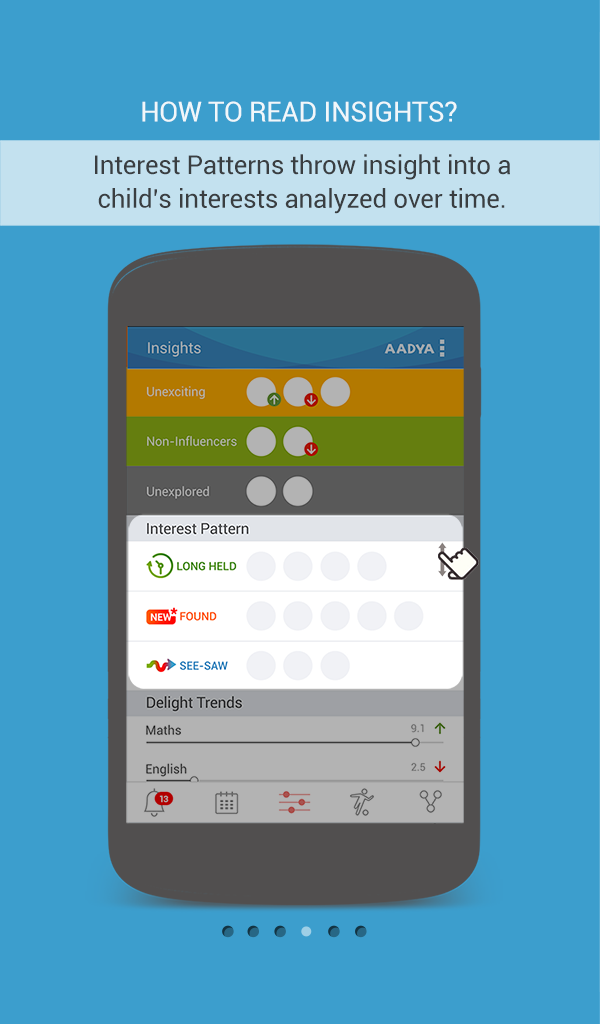 HOW TO READ INSIGHTS?
Interest Patterns throw insight into a
child's interests analyzed over time.
Insights AADYA
Unexciting
Non-Influencers
Unexplored
Interest Pattern
LONG HELD
NEW* FOUND
SEE-SAW
Delight Trends
Maths 9.1
English 2.5
13